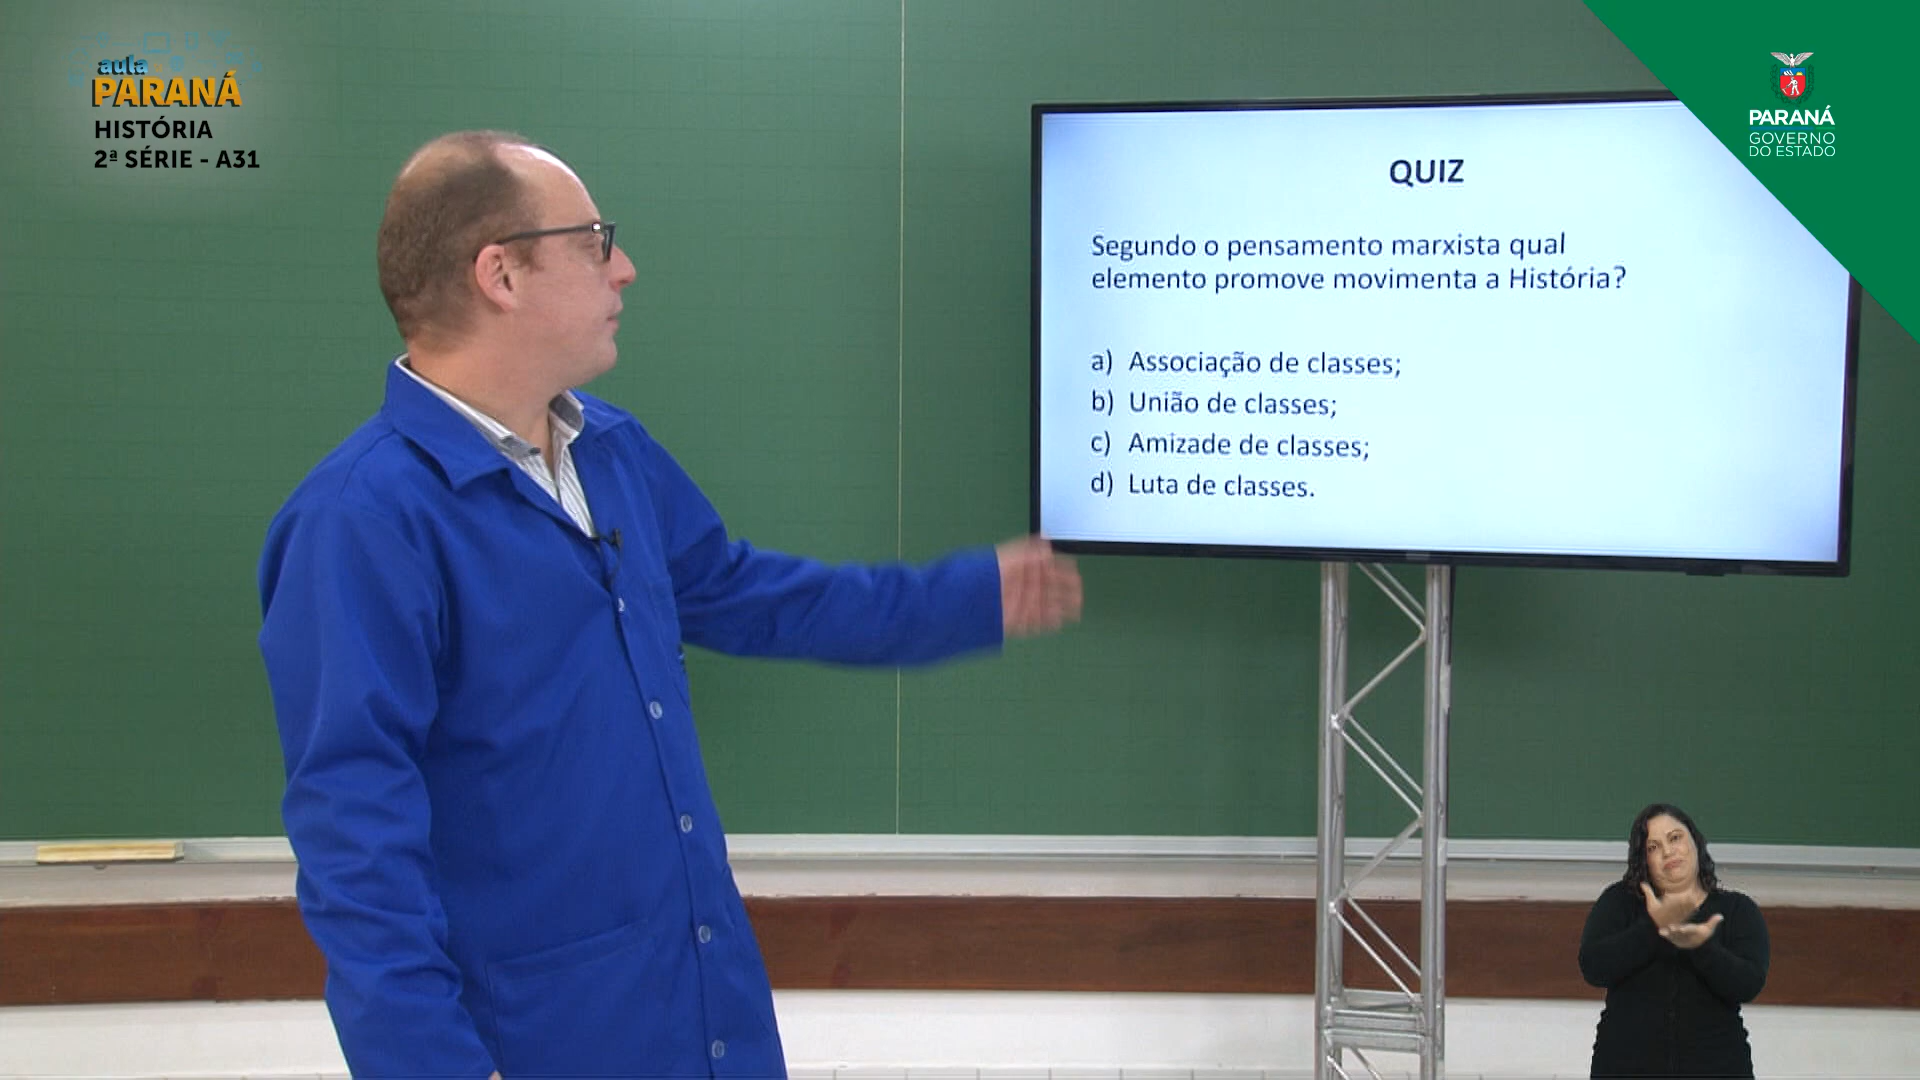 aula
PARANÁ
HISTÓRIA
2ª SÉRIE - A31
PARANÁ
GOVERNO
DO ESTADO
QUIZ
Segundo o pensamento marxista qual
elemento promove movimenta a História?
a) Associação de classes;
b) União de classes;
c) Amizade de classes;
d) Luta de classes.